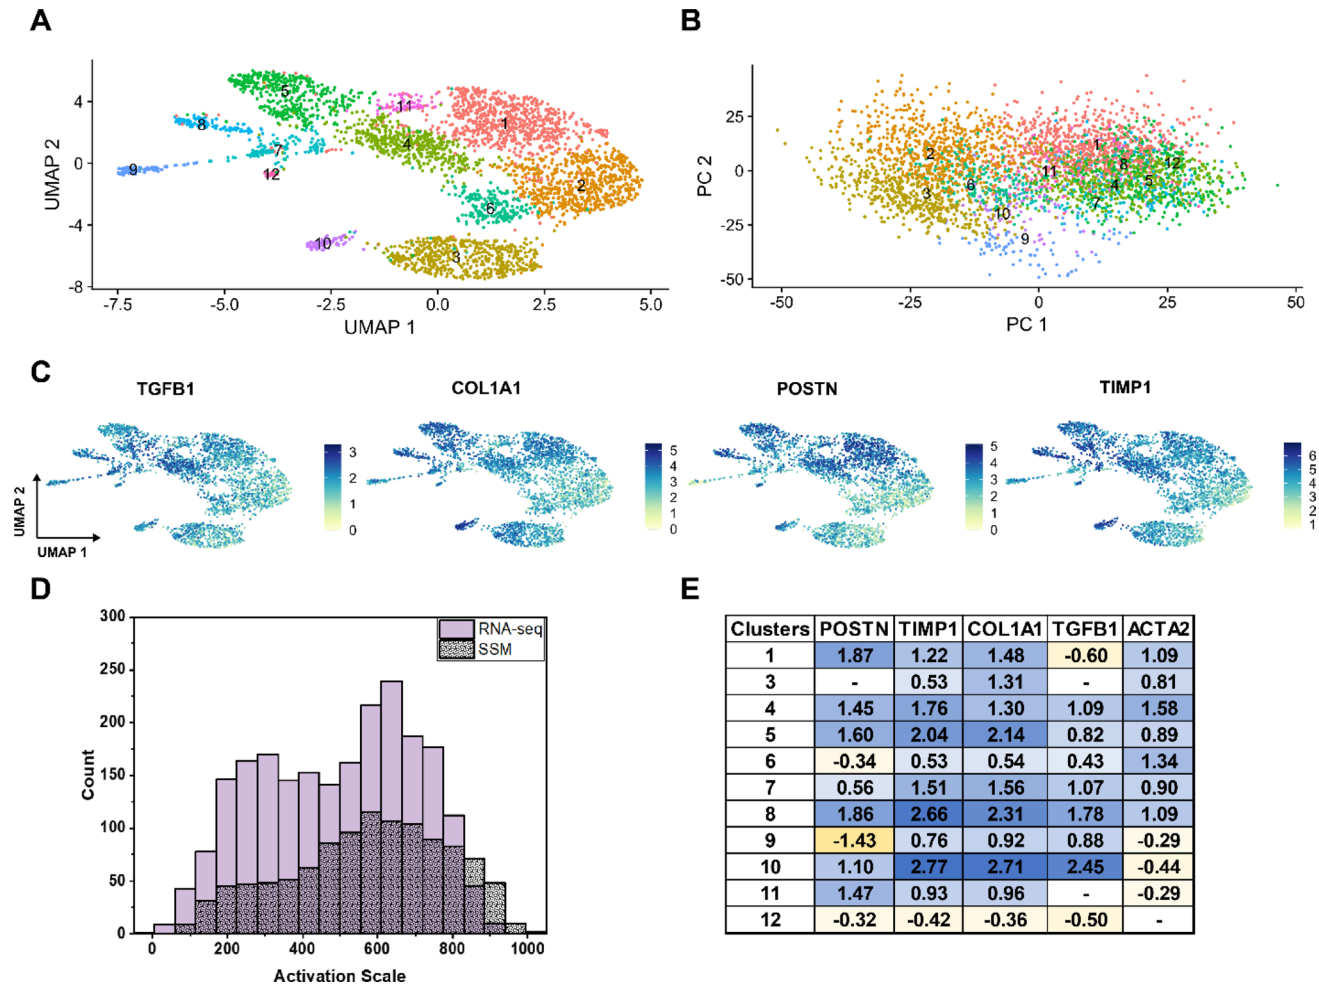 A
B
UMAP 2
4
0
-4
-8
-7.5 -5.0 -2.5 0.0 2.5 5.0
UMAP 1
5
11
1
8
4
7
9
12
2
6
10
3
PC 2
25
0
-25
-50
-50 -25 0 25 50
PC 1
2
1
8
12
11
3
6
4
5
7
10
9
C
TGFB1
COL1A1
POSTN
TIMP1
3
2
1
0
5
4
3
2
1
0
5
4
3
2
1
0
6
5
4
3
2
1
UMAP 2
UMAP 1
D
E
300
250
200
150
100
50
0
Count
RNA-seq
SSM
0 200 400 600 800 1000
Activation Scale
Clusters POSTN TIMP1 COL1A1 TGFB1 ACTA2
1 1.87 1.22 1.48 -0.60 1.09
3 - 0.53 1.31 - 0.81
4 1.45 1.76 1.30 1.09 1.58
5 1.60 2.04 2.14 0.82 0.89
6 -0.34 0.53 0.54 0.43 1.34
7 0.56 1.51 1.56 1.07 0.90
8 1.86 2.66 2.31 1.78 1.09
9 -1.43 0.76 0.92 0.88 -0.29
10 1.10 2.77 2.71 2.45 -0.44
11 1.47 0.93 0.96 - -0.29
12 -0.32 -0.42 -0.36 -0.50 -